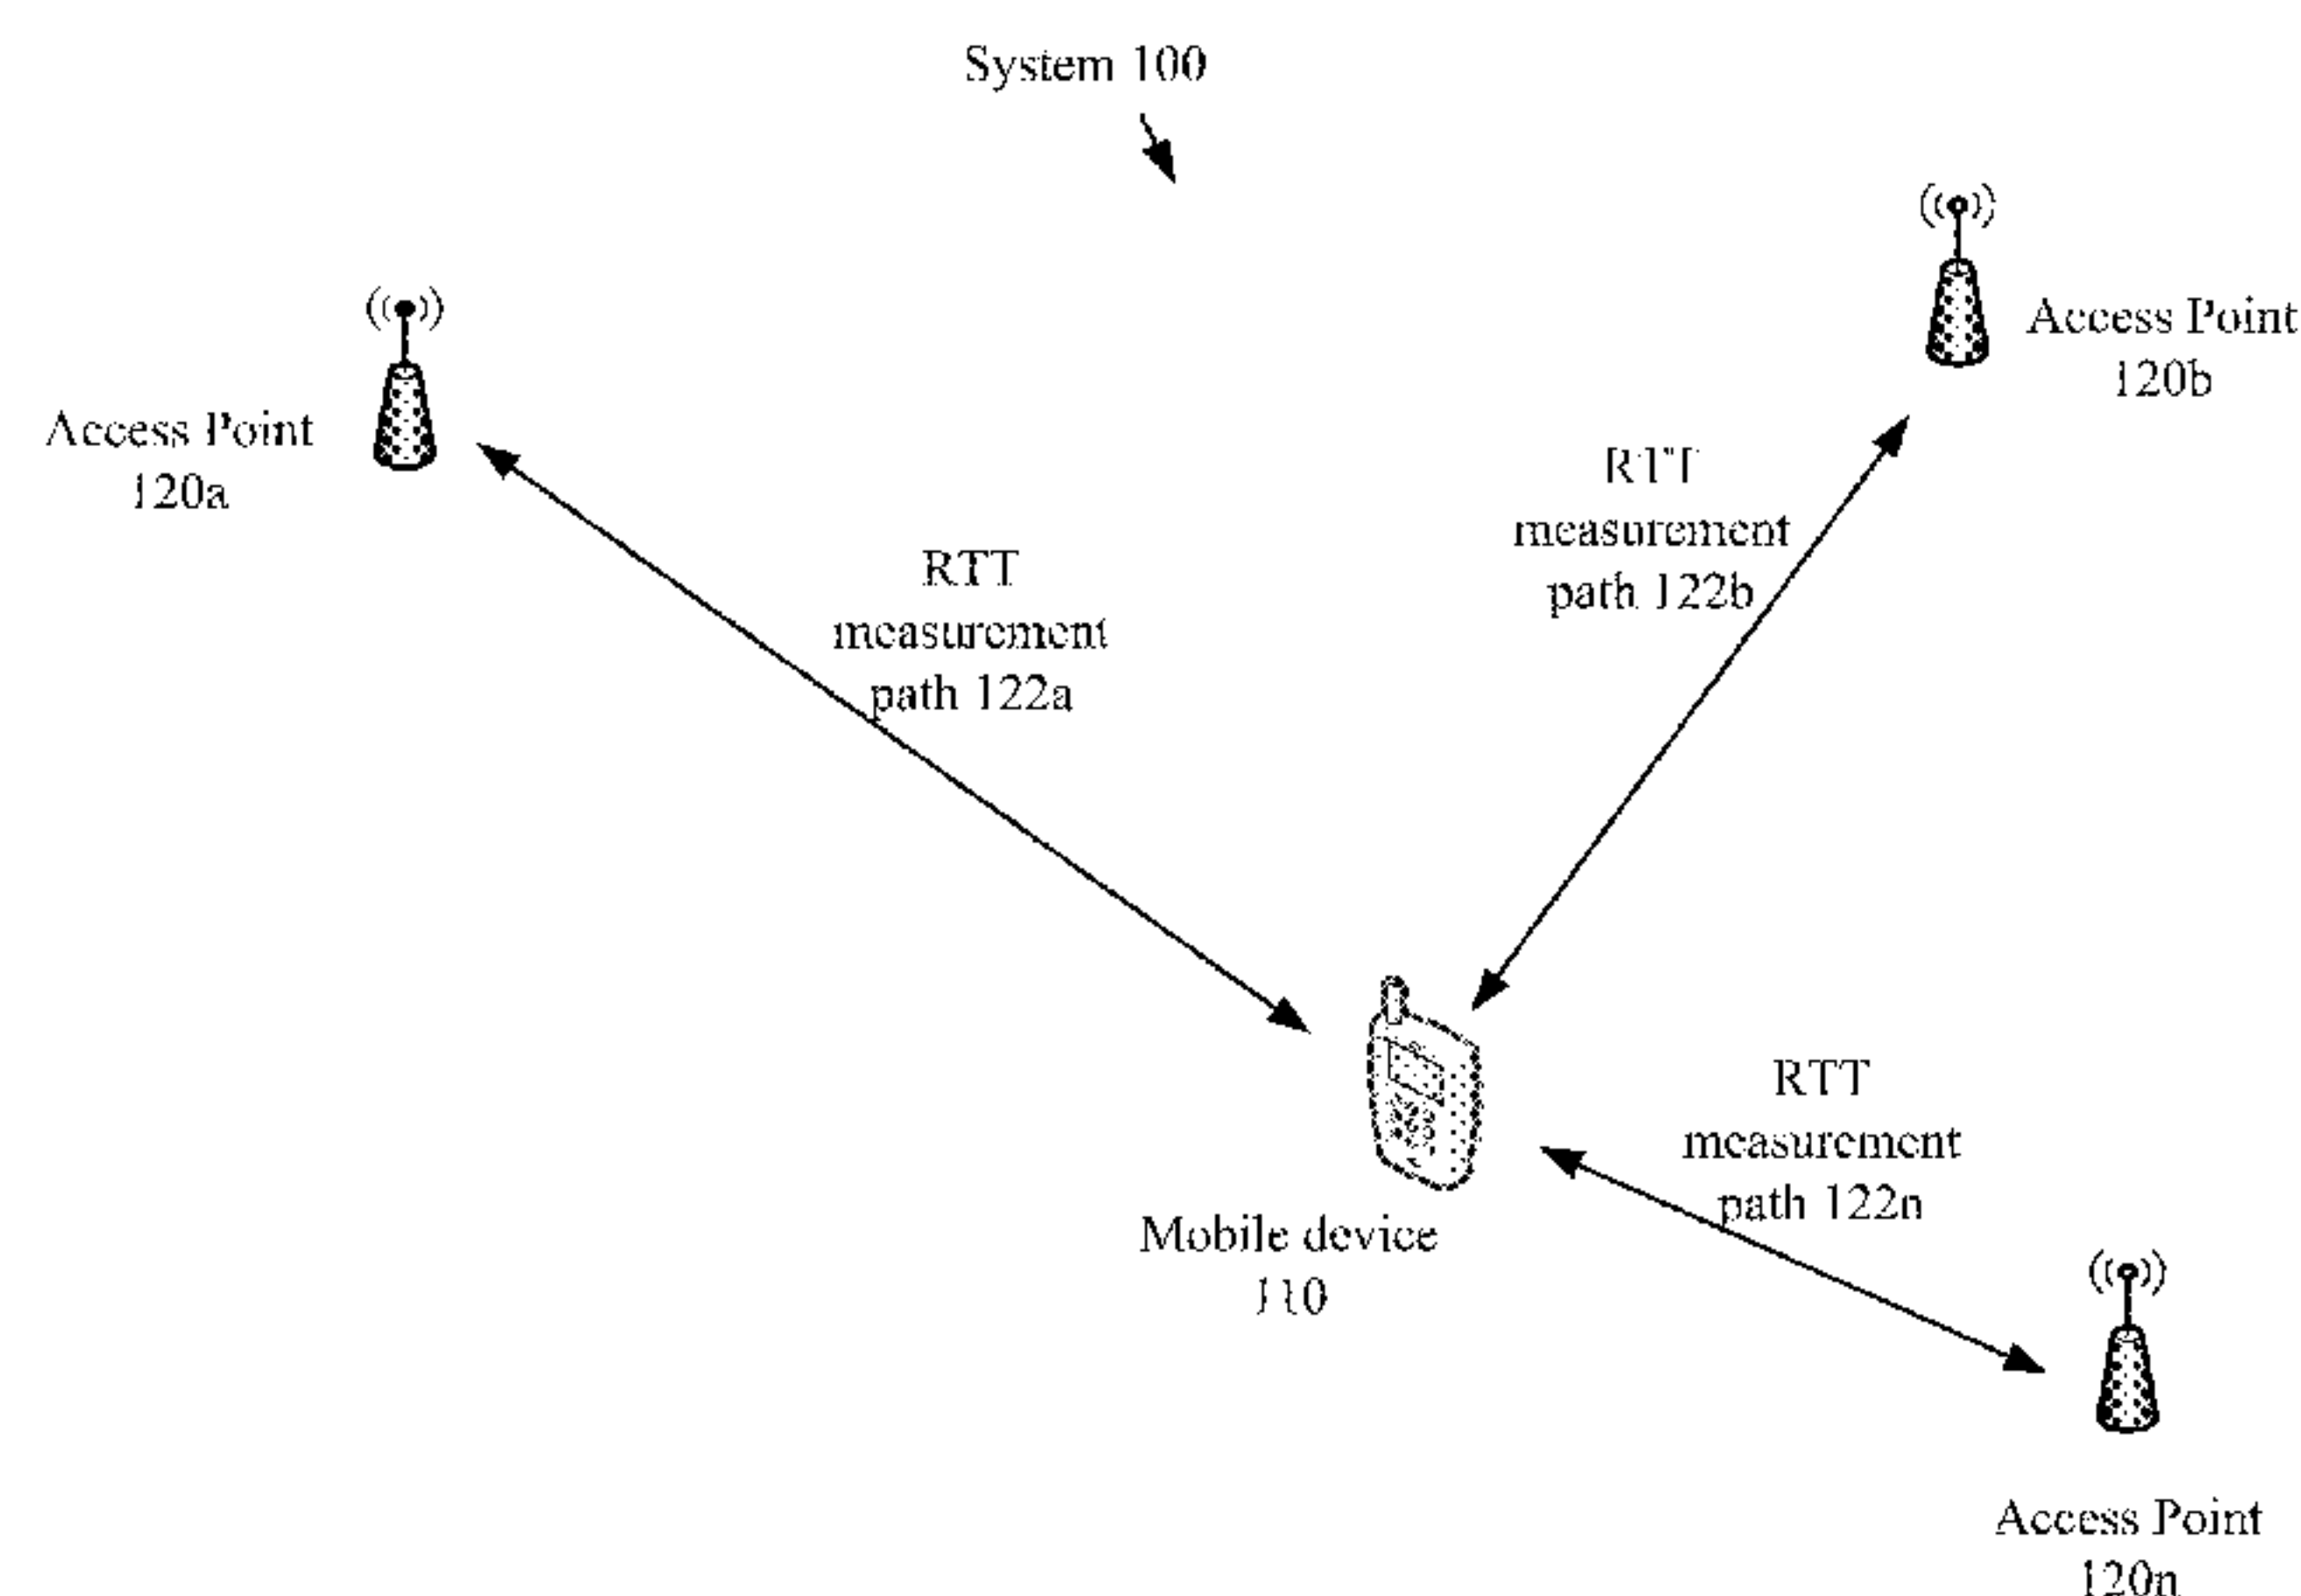 System 100
Access Point
120a
Access Point
120b
RTT
measurement
path 122a
RTT
measurement
path 122b
RTT
measurement
path 122n
Mobile device
110
Access Point
120n